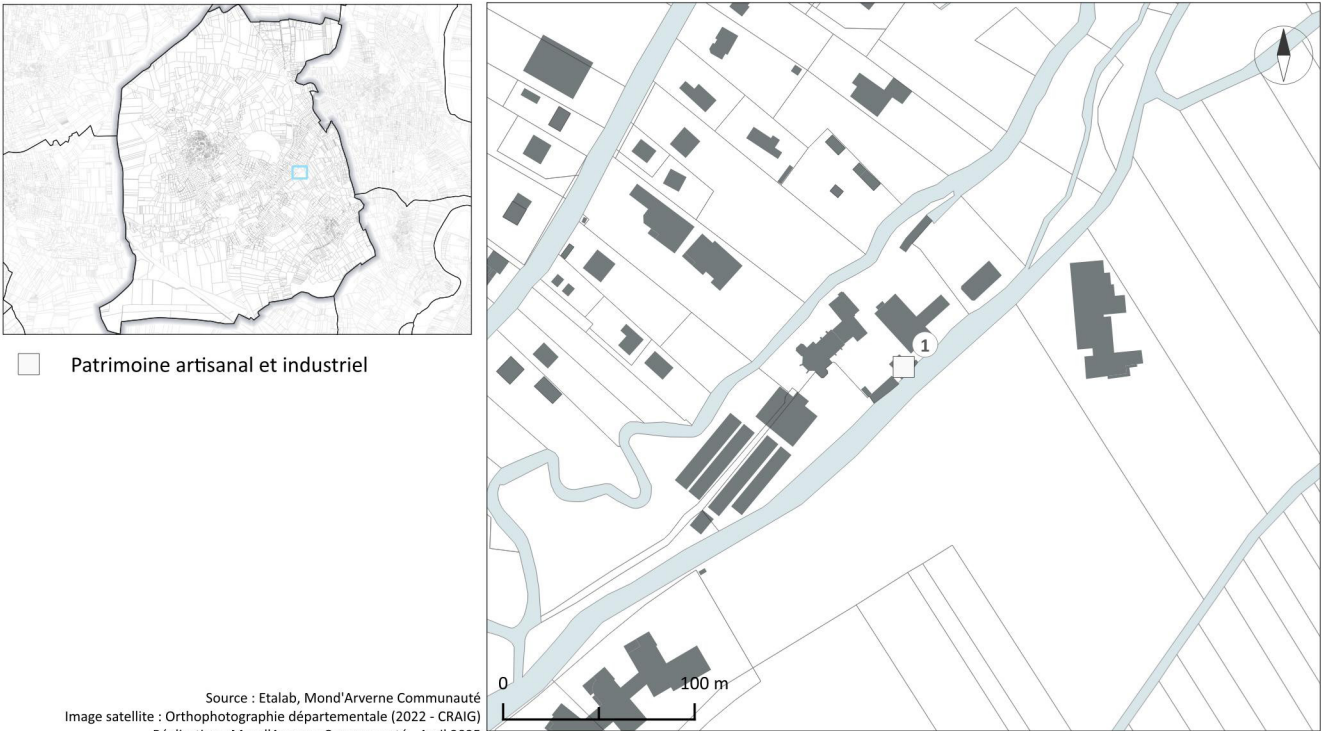 Patrimoine artisanal et industriel
1
0 100 m
Source : Etalab, Mond'Arverne Communauté
Image satellite : Orthophotographie départementale (2022 - CRAIG)